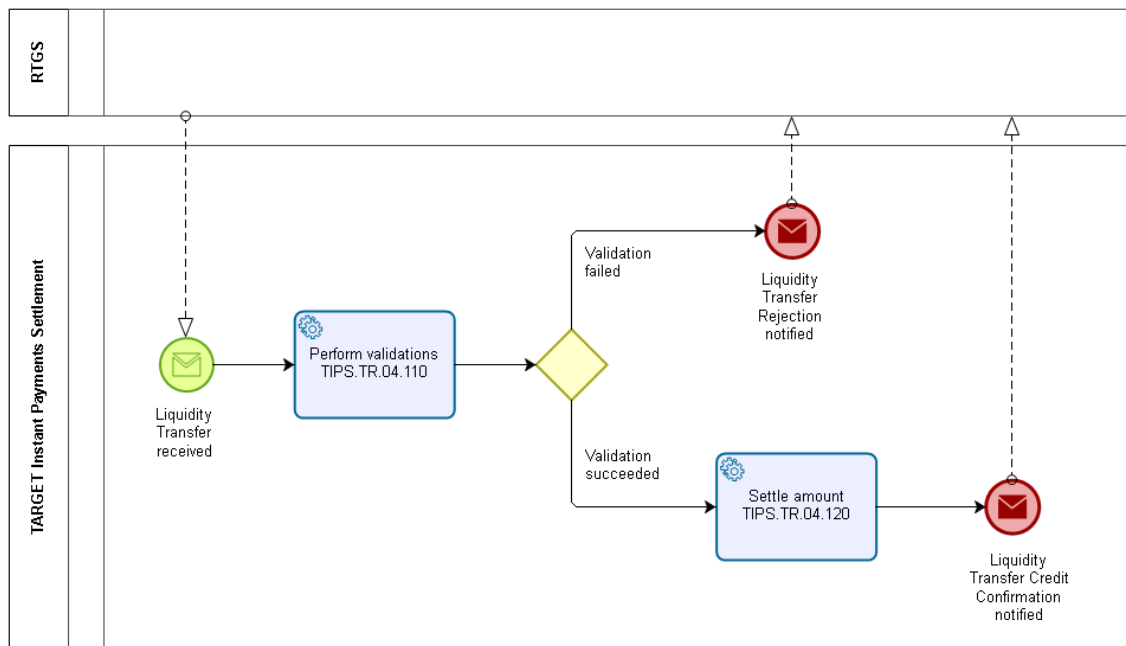 RTGS
TARGET Instant Payments Settlement
Liquidity
Transfer
received
Perform validations
TIPS.TR.04.110
Validation
failed
Liquidity
Transfer
Rejection
notified
Validation
succeeded
Settle amount
TIPS.TR.04.120
Liquidity
Transfer Credit
Confirmation
notified